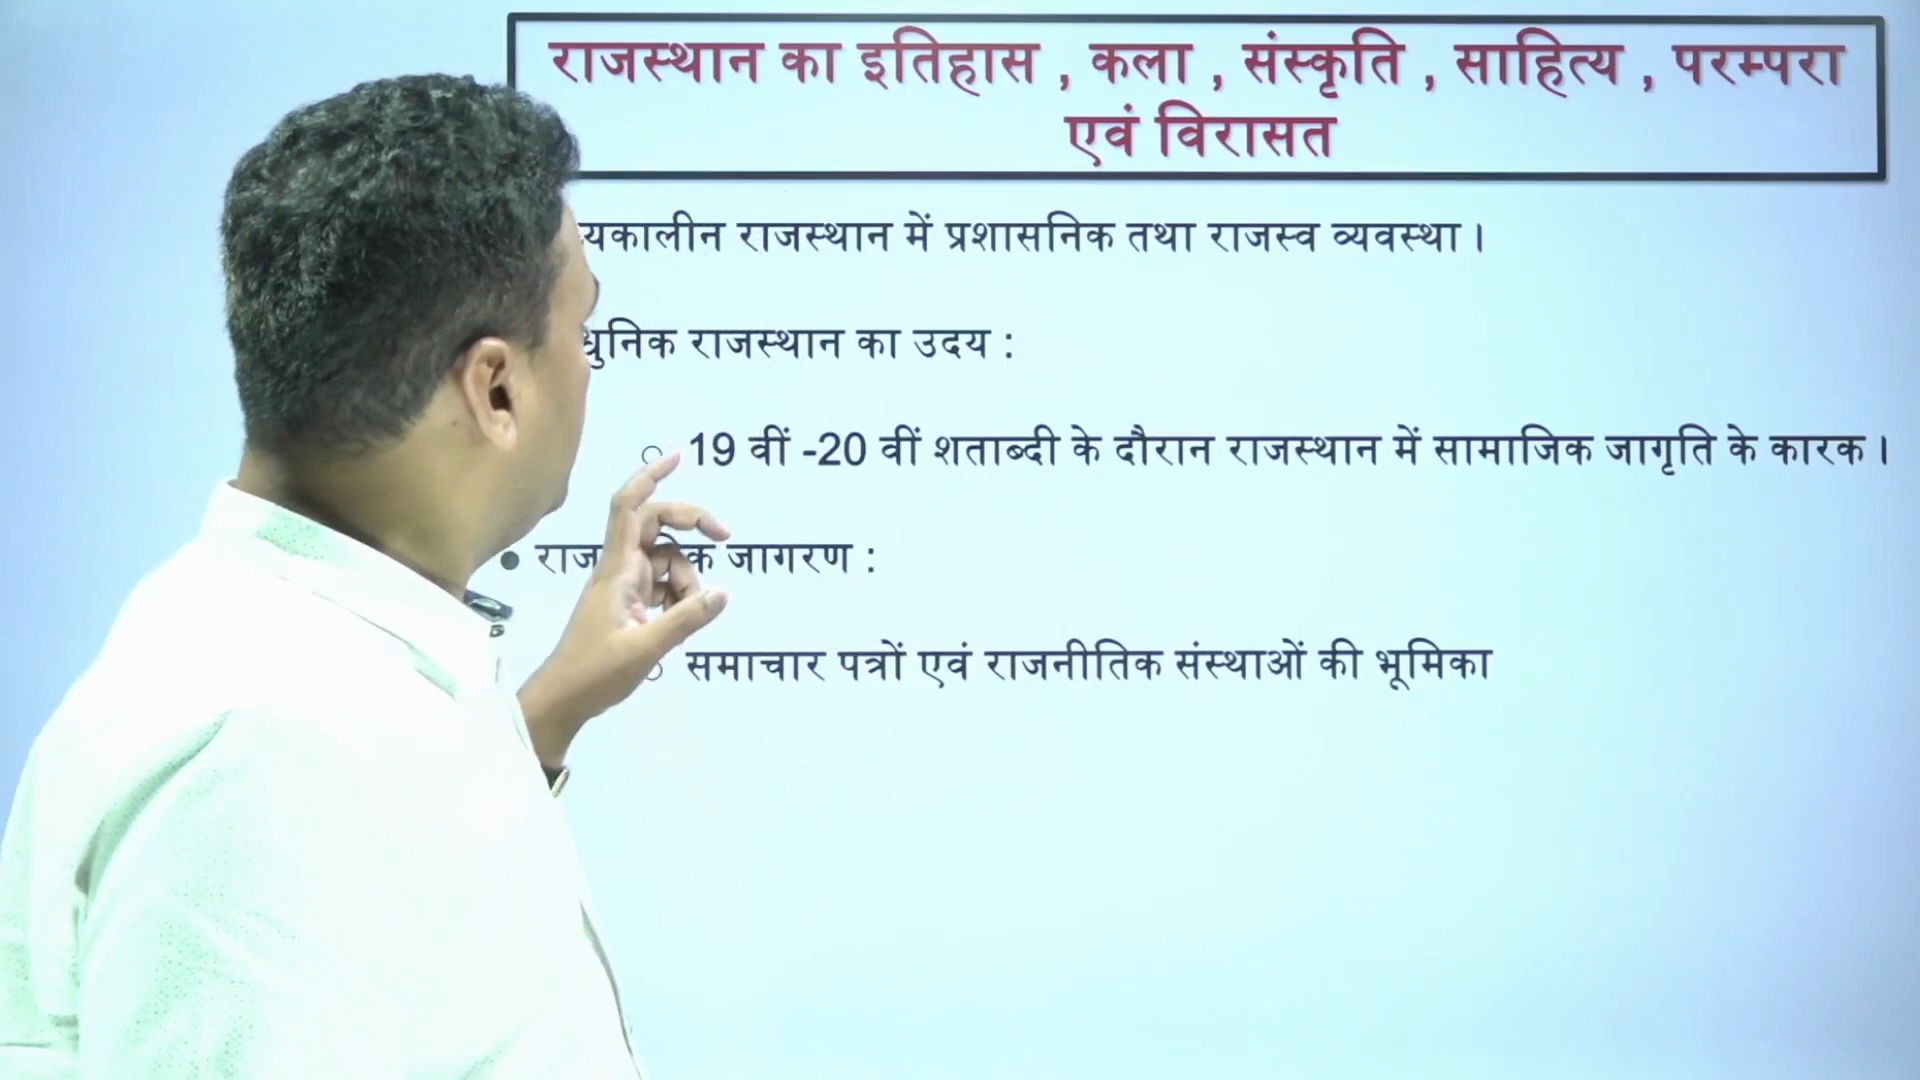 राजस्थान का इतिहास , कला , संस्कृति , साहित्य , परम्परा
एवं विरासत
राजस्थान में प्रशासनिक तथा राजस्व व्यवस्था ।
राजस्थान का उदय :
19 वीं -20 वीं शताब्दी के दौरान राजस्थान में सामाजिक जागृति के कारक ।
जागरण :
समाचार पत्रों एवं राजनीतिक संस्थाओं की भूमिका